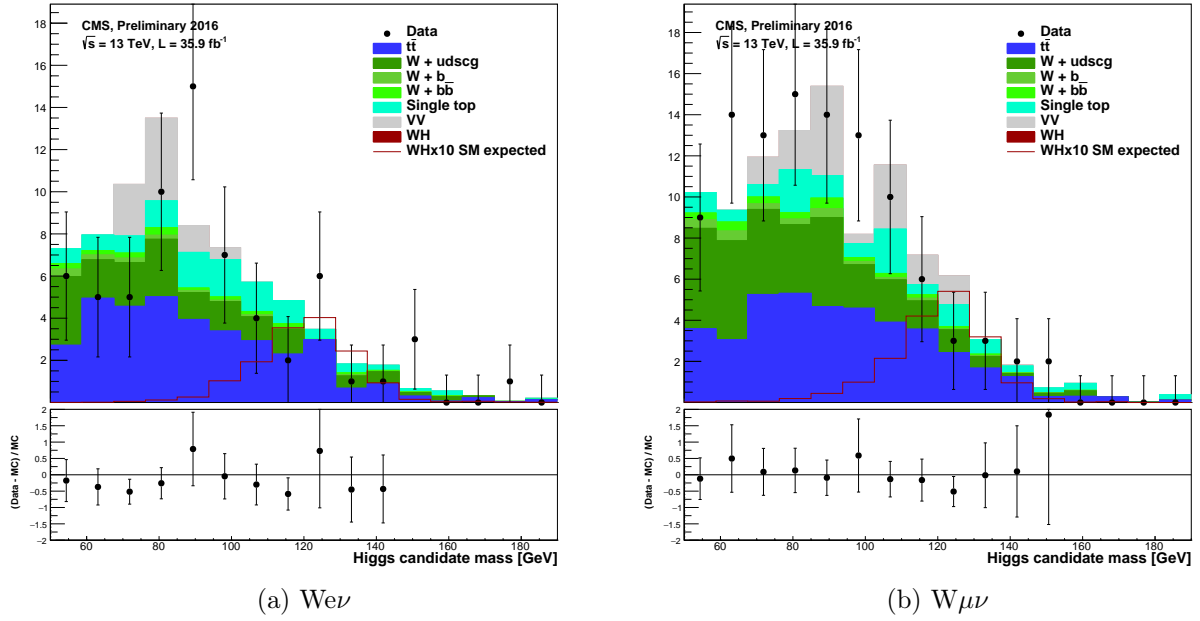 CMS, Preliminary 2016
√s = 13 TeV, L = 35.9 fb⁻¹
Data
tt̅
W + udscg
W + b
W + bb̅
Single top
VV
WH
WHx10 SM expected
18
16
14
12
10
8
6
4
2
2
1.5
1
0.5
0
−0.5
−1
−1.5
−2
(Data - MC) / MC
60 80 100 120 140 160 180
Higgs candidate mass [GeV]
(a) Weν
CMS, Preliminary 2016
√s = 13 TeV, L = 35.9 fb⁻¹
Data
tt̅
W + udscg
W + b
W + bb̅
Single top
VV
WH
WHx10 SM expected
18
16
14
12
10
8
6
4
2
2
1.5
1
0.5
0
−0.5
−1
−1.5
−2
(Data - MC) / MC
60 80 100 120 140 160 180
Higgs candidate mass [GeV]
(b) Wμν